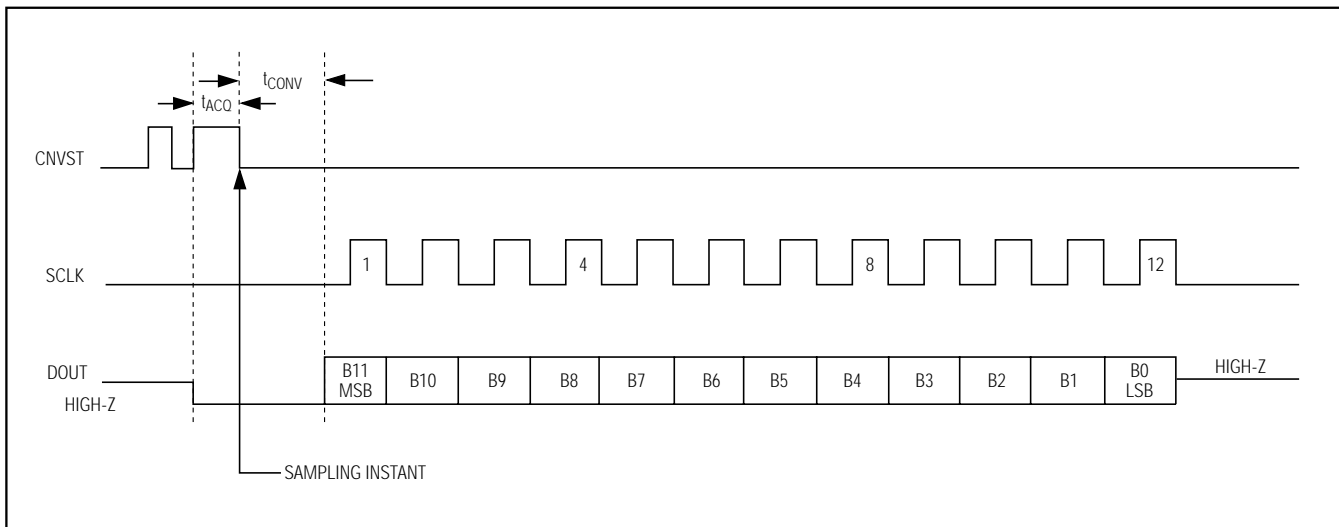 tCONV
tACQ
CNVST
SCLK
1
4
8
12
DOUT
HIGH-Z
B11
MSB
B10
B9
B8
B7
B6
B5
B4
B3
B2
B1
B0
LSB
HIGH-Z
SAMPLING INSTANT